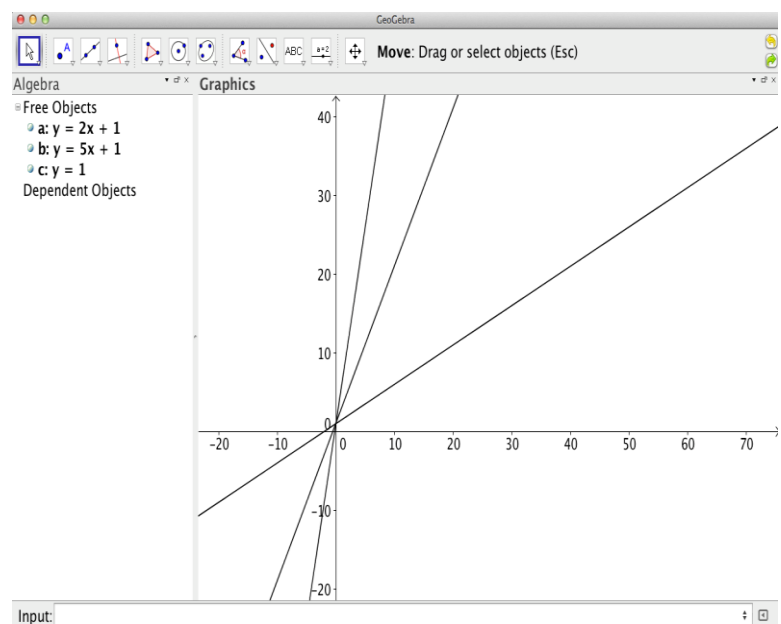 GeoGebra
A
ABC
a=2
Move: Drag or select objects (Esc)
Algebra
Graphics
Free Objects
a: y = 2x + 1
b: y = 5x + 1
c: y = 1
Dependent Objects
40
30
20
10
0
-20 -10 0 10 20 30 40 50 60 70
-10
-20
Input: